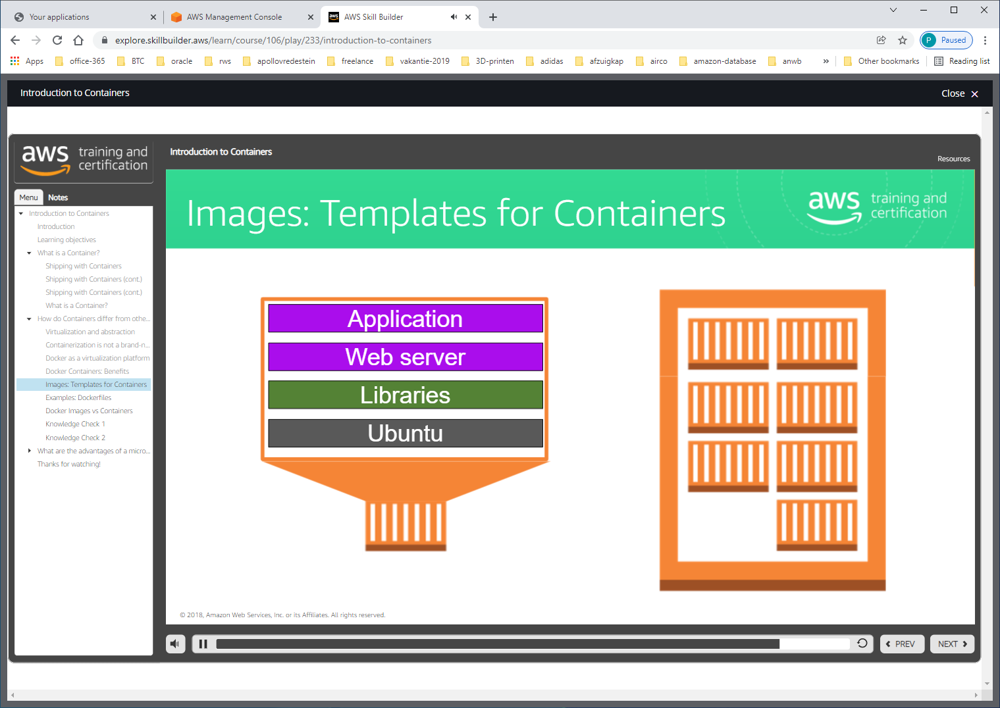 Your applications
AWS Management Console
aws
AWS Skill Builder
explore.skillbuilder.aws/learn/course/106/play/233/introduction-to-containers
P Paused
Apps office-365 BTC oracle rws apollovredestein freelance vakantie-2019 3D-printen adidas afzuigkap airco amazon-database anwb » Other bookmarks Reading list
Introduction to Containers
Close
aws training and
certification
Introduction to Containers
Resources
Menu Notes
Introduction to Containers
Introduction
Learning objectives
What is a Container?
Shipping with Containers
Shipping with Containers (cont.)
Shipping with Containers (cont.)
What is a Container?
How do Containers differ from othe...
Virtualization and abstraction
Containerization is not a brand-n...
Docker as a virtualization platform
Docker Containers: Benefits
Images: Templates for Containers
Examples: Dockerfiles
Docker Images vs Containers
Knowledge Check 1
Knowledge Check 2
What are the advantages of a micro...
Thanks for watching!
Images: Templates for Containers
aws training and
certification
Application
Web server
Libraries
Ubuntu
© 2018, Amazon Web Services, Inc. or its Affiliates. All rights reserved.
PREV
NEXT